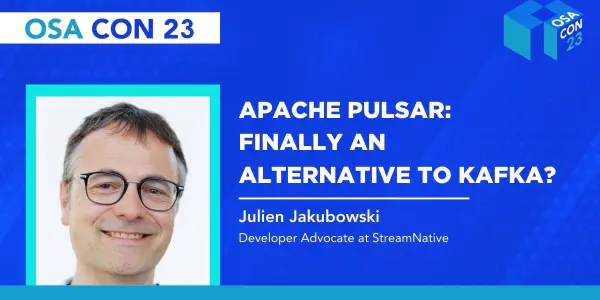 OSA CON 23
OSA
CON
23
APACHE PULSAR:
FINALLY AN
ALTERNATIVE TO KAFKA?
Julien Jakubowski
Developer Advocate at StreamNative